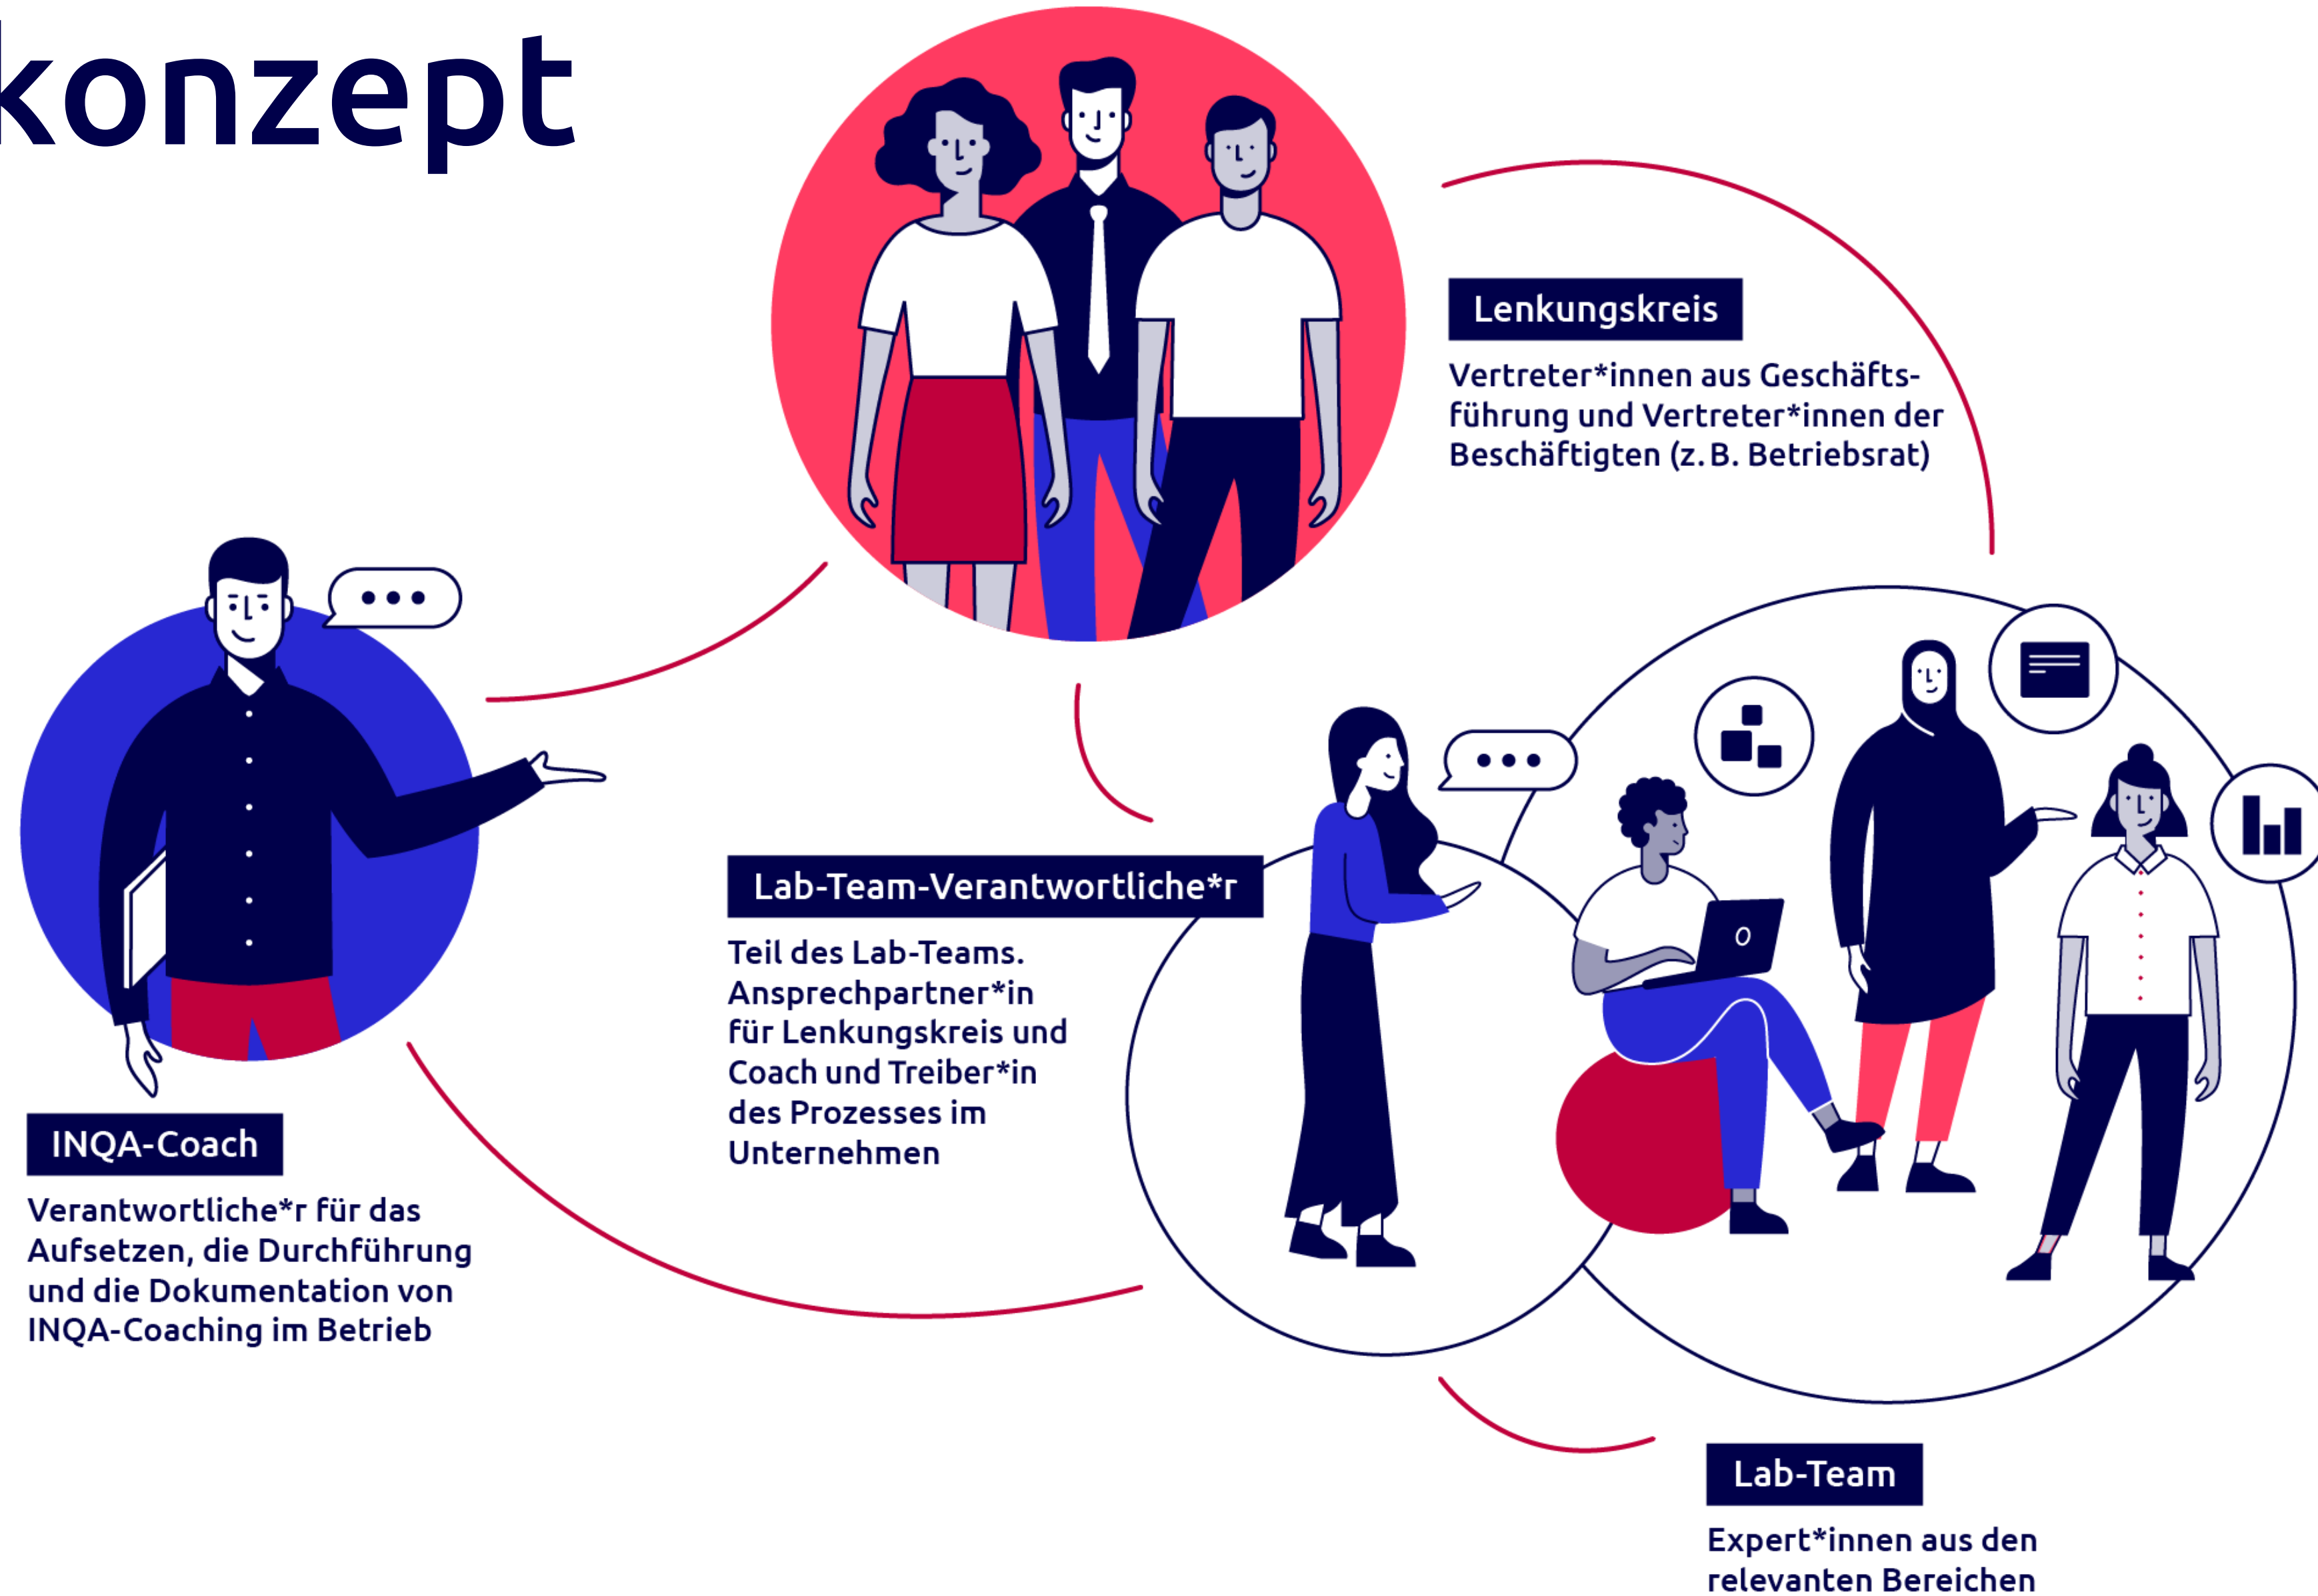 konzept
Lenkungskreis
Vertreter*innen aus Geschäfts-
führung und Vertreter*innen der
Beschäftigten (z. B. Betriebsrat)
Lab-Team-Verantwortliche*r
Teil des Lab-Teams.
Ansprechpartner*in
für Lenkungskreis und
Coach und Treiber*in
des Prozesses im
Unternehmen
INQA-Coach
Verantwortliche*r für das
Aufsetzen, die Durchführung
und die Dokumentation von
INQA-Coaching im Betrieb
Lab-Team
Expert*innen aus den
relevanten Bereichen